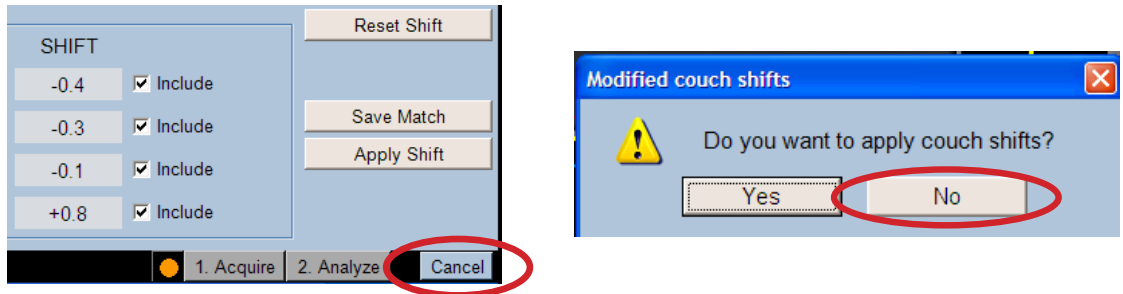 Reset Shift
SHIFT
-0.4 Include
-0.3 Include
Save Match
Apply Shift
-0.1 Include
+0.8 Include
1. Acquire 2. Analyze Cancel
Modified couch shifts
Do you want to apply couch shifts?
Yes No